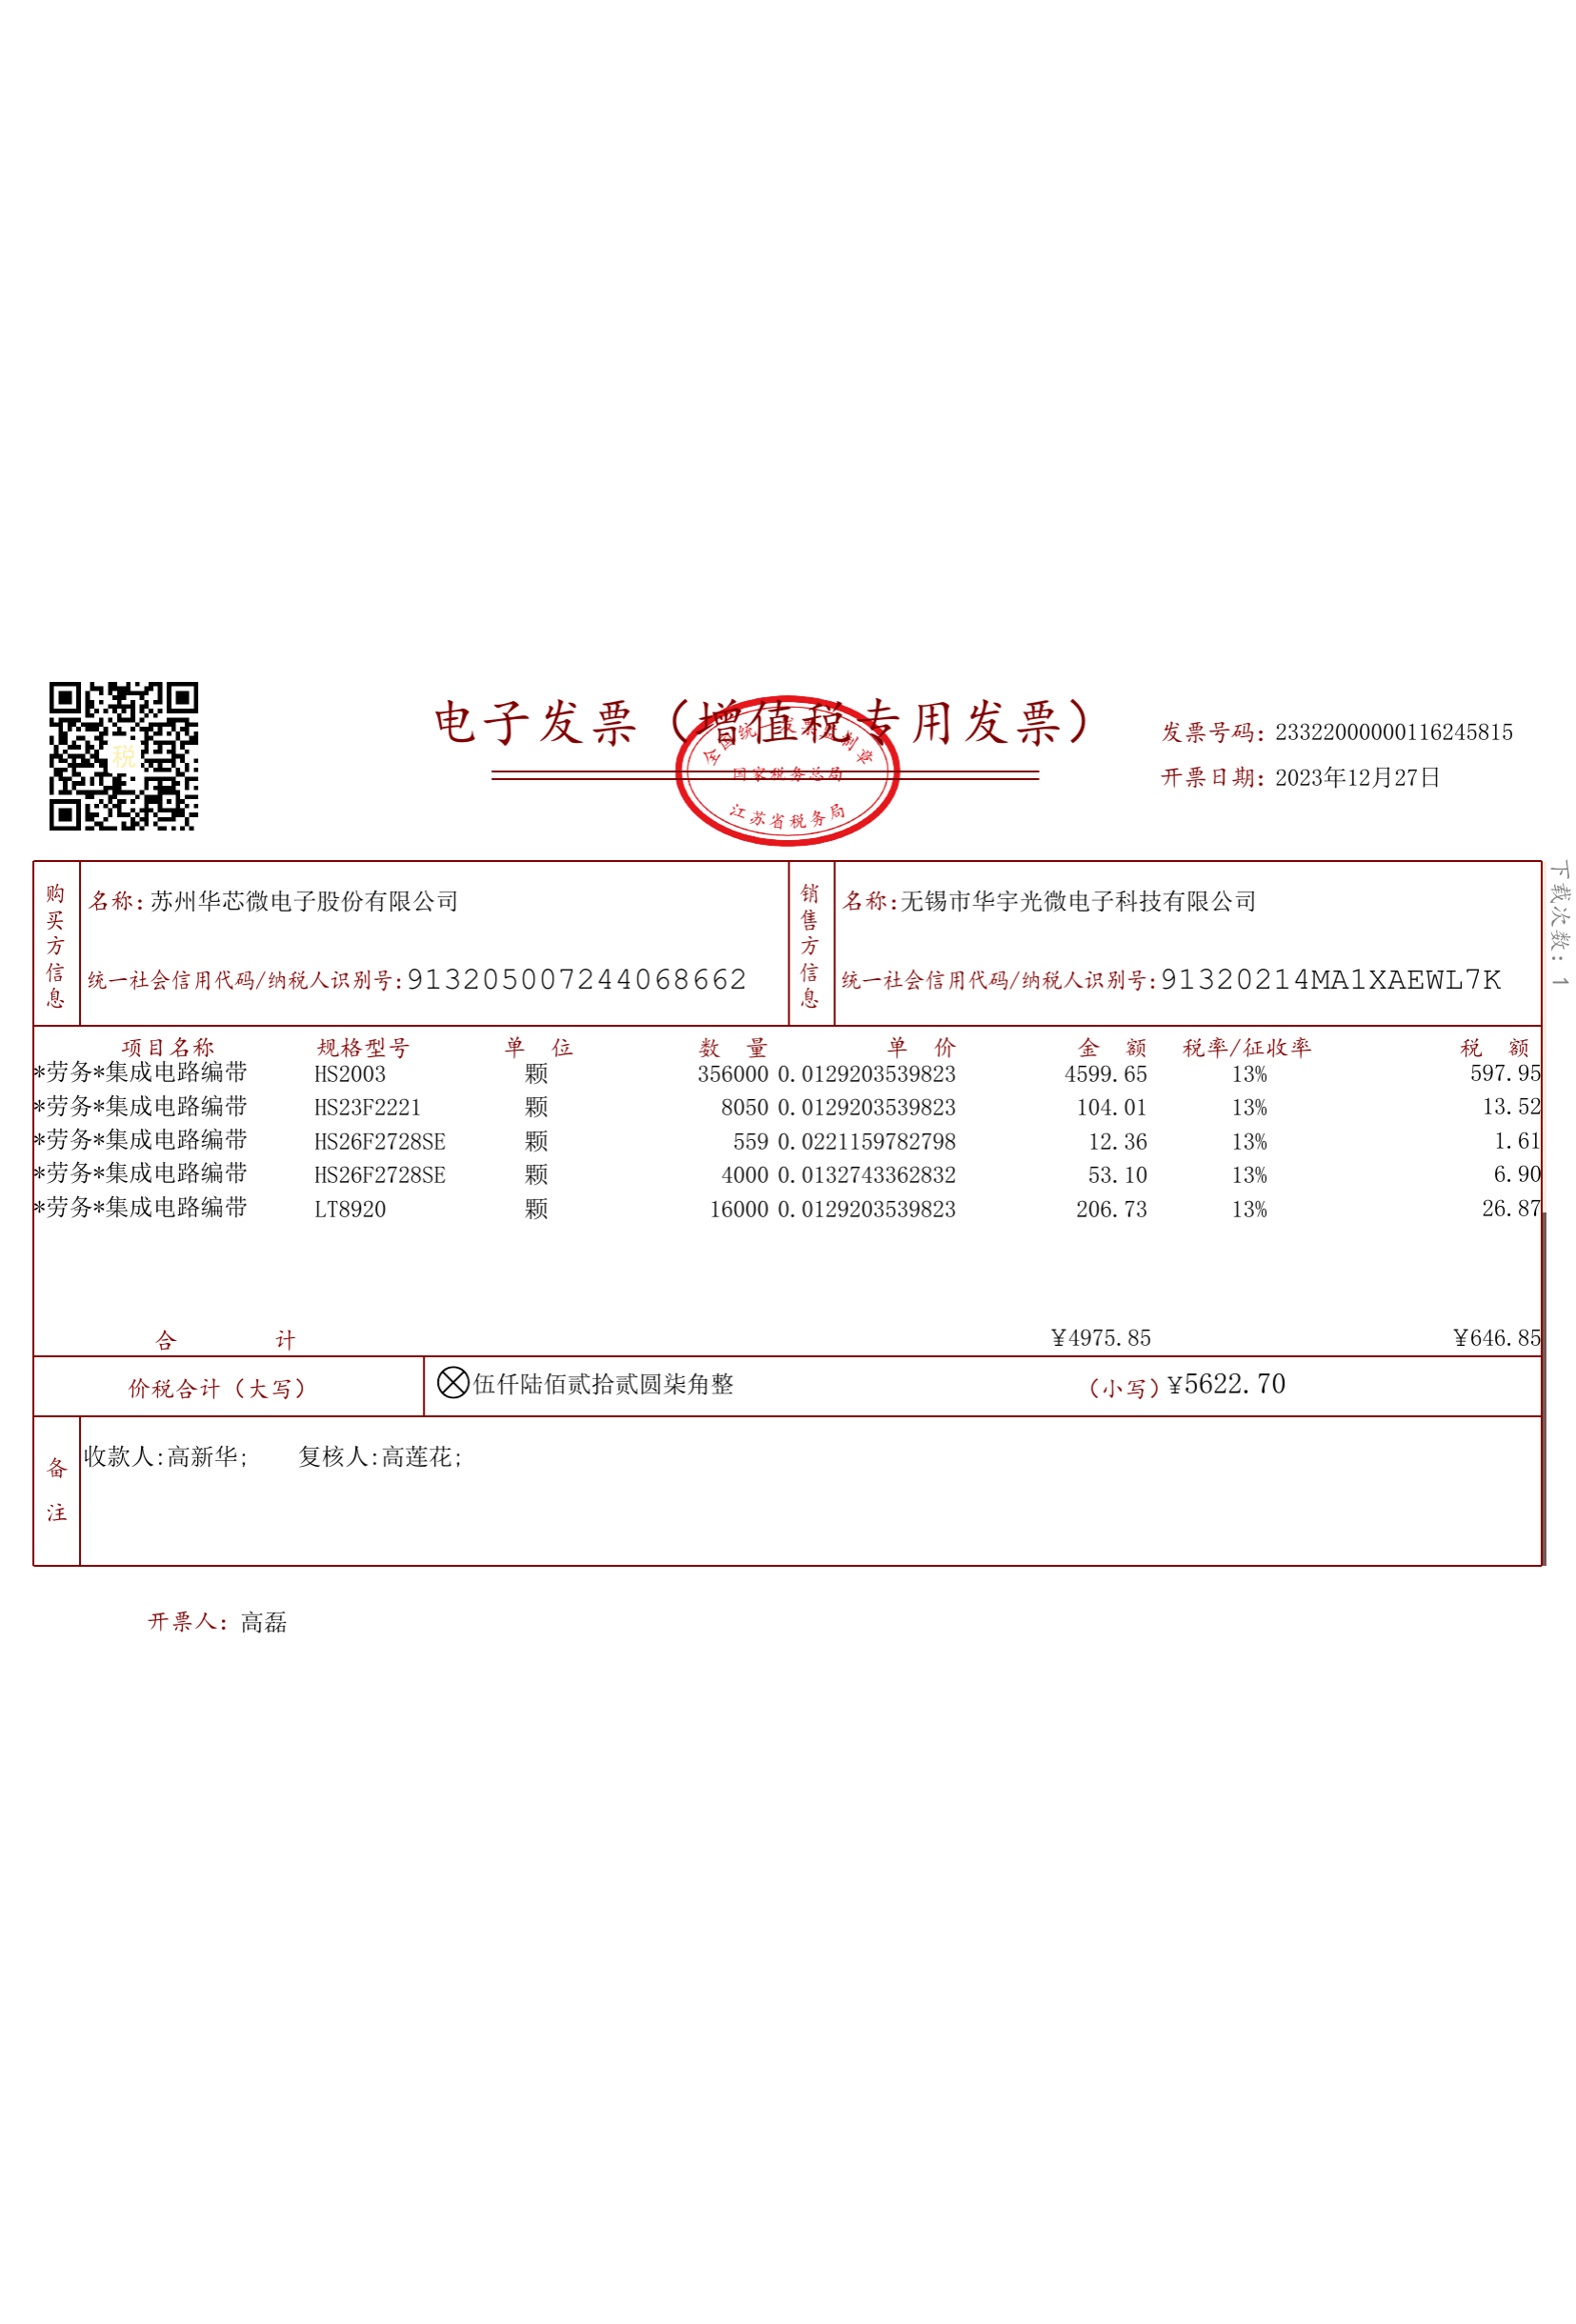 电子发票（增值税专用发票）
税
全国统一发票监制章
国家税务总局
江苏省税务局
发票号码：23322000000116245815
开票日期：2023年12月27日
下载次数：1
购买方信息
名称：苏州华芯微电子股份有限公司
统一社会信用代码/纳税人识别号：913205007244068662
销售方信息
名称：无锡市华宇光微电子科技有限公司
统一社会信用代码/纳税人识别号：91320214MA1XAEWL7K
项目名称 规格型号 单 位 数 量 单 价 金 额 税率/征收率 税 额
*劳务*集成电路编带 HS2003 颗 356000 0.0129203539823 4599.65 13% 597.95
*劳务*集成电路编带 HS23F2221 颗 8050 0.0129203539823 104.01 13% 13.52
*劳务*集成电路编带 HS26F2728SE 颗 559 0.0221159782798 12.36 13% 1.61
*劳务*集成电路编带 HS26F2728SE 颗 4000 0.0132743362832 53.10 13% 6.90
*劳务*集成电路编带 LT8920 颗 16000 0.0129203539823 206.73 13% 26.87
合 计 ¥4975.85 ¥646.85
价税合计（大写） 伍仟陆佰贰拾贰圆柒角整 （小写）¥5622.70
备注
收款人:高新华; 复核人:高莲花;
开票人：高磊